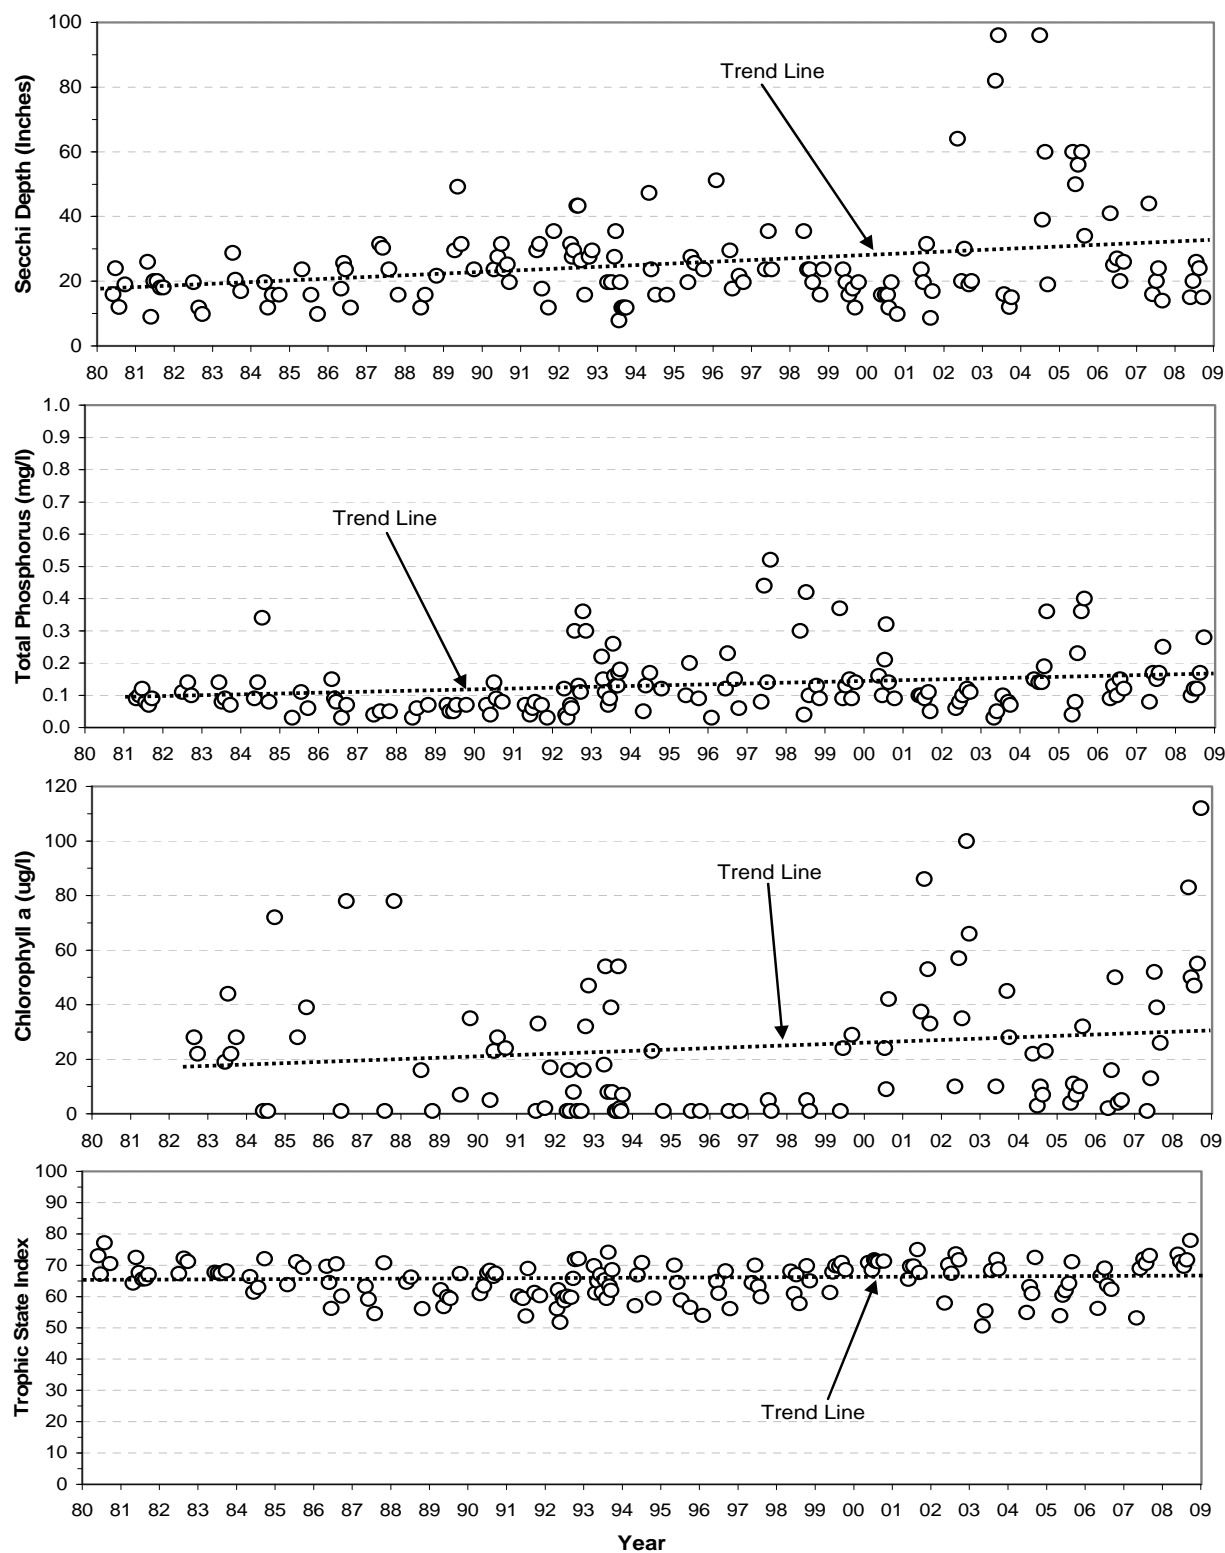 100
80
60
40
20
0
Secchi Depth (Inches)
Trend Line
80 81 82 83 84 85 86 87 88 89 90 91 92 93 94 95 96 97 98 99 00 01 02 03 04 05 06 07 08 09
1.0
0.9
0.8
0.7
0.6
0.5
0.4
0.3
0.2
0.1
0.0
Total Phosphorus (mg/l)
Trend Line
80 81 82 83 84 85 86 87 88 89 90 91 92 93 94 95 96 97 98 99 00 01 02 03 04 05 06 07 08 09
120
100
80
60
40
20
0
Chlorophyll a (ug/l)
Trend Line
80 81 82 83 84 85 86 87 88 89 90 91 92 93 94 95 96 97 98 99 00 01 02 03 04 05 06 07 08 09
100
90
80
70
60
50
40
30
20
10
0
Trophic State Index
Trend Line
80 81 82 83 84 85 86 87 88 89 90 91 92 93 94 95 96 97 98 99 00 01 02 03 04 05 06 07 08 09
Year